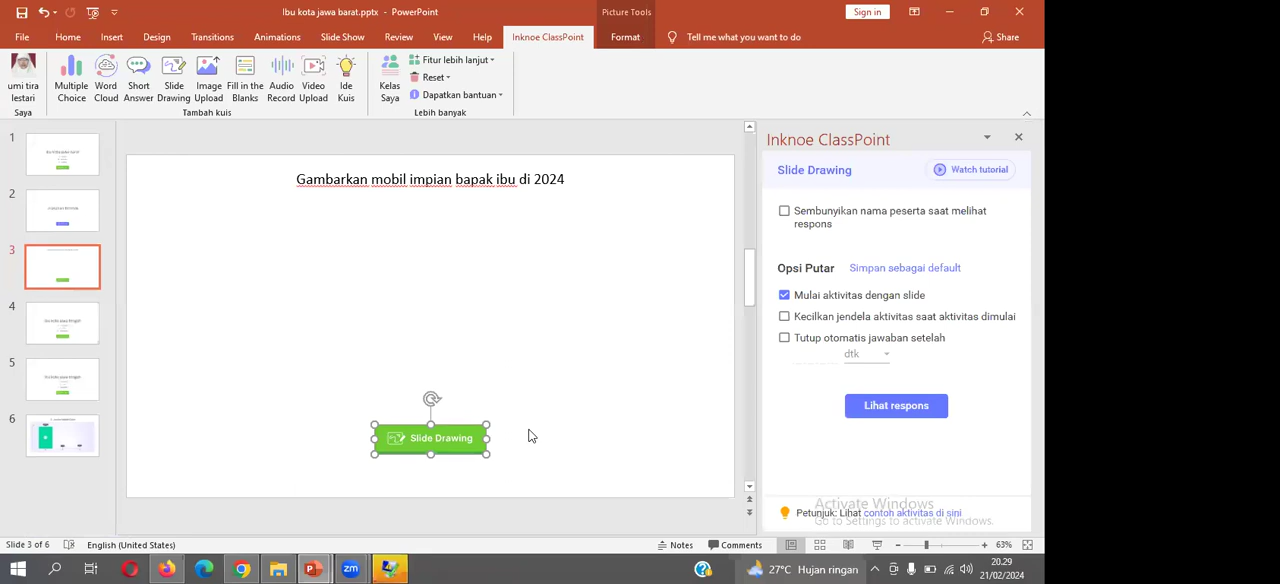 Ibu kota jawa barat.pptx - PowerPoint
Picture Tools
Sign in
File
Home
Insert
Design
Transitions
Animations
Slide Show
Review
View
Help
Inknoe ClassPoint
Format
Tell me what you want to do
Share
umi tira
lestari
Multiple
Choice
Word
Cloud
Short
Answer
Slide
Drawing
Image
Upload
Fill in the
Blanks
Audio
Record
Video
Upload
Ide
Kuis
Kelas
Saya
Fitur lebih lanjut
Reset
Dapatkan bantuan
Saya
Tambah kuis
Lebih banyak
1
2
3
4
5
6
Gambarkan mobil impian bapak ibu di 2024
Slide Drawing
Inknoe ClassPoint
Slide Drawing
Watch tutorial
Sembunyikan nama peserta saat melihat
respons
Opsi Putar
Simpan sebagai default
Mulai aktivitas dengan slide
Kecilkan jendela aktivitas saat aktivitas dimulai
Tutup otomatis jawaban setelah
dtk
Lihat respons
Activate Windows
Petunjuk: Lihat contoh aktivitas di sini
Go to Settings to activate Windows.
Slide 3 of 6
English (United States)
Notes
Comments
63%
zm
27°C Hujan ringan
20.29
21/02/2024